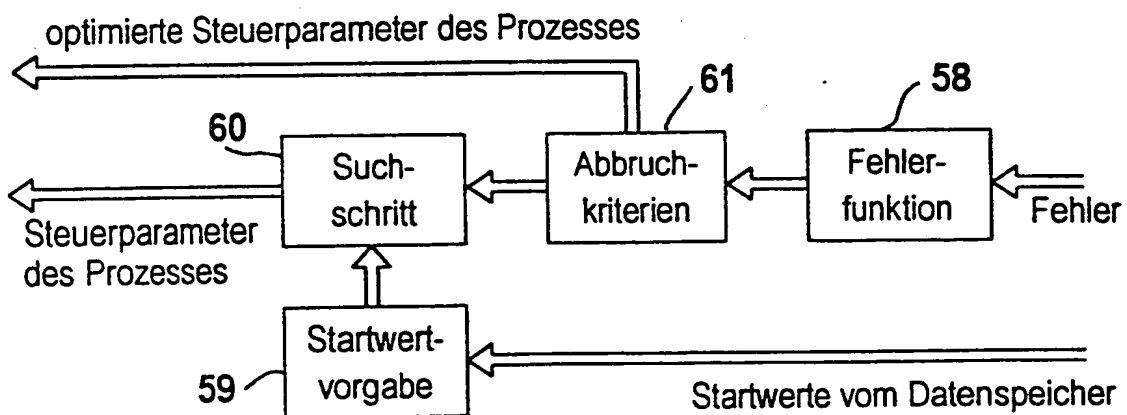 optimierte Steuerparameter des Prozesses
61
58
60
Such-
schritt
Abbruch-
kriterien
Fehler-
funktion
Fehler
Steuerparameter
des Prozesses
Startwert-
vorgabe
59
Startwerte vom Datenspeicher